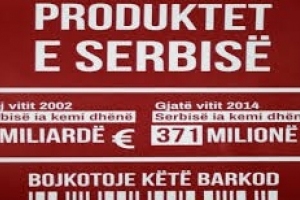 PRODUKTET
E SERBISË
j vitit 2002
Serbisë ia kemi dhënë
MILIARDË €
Gjatë vitit 2014
Serbisë ia kemi dhënë
371 MILIONË
BOJKOTOJE KËTË BARKOD